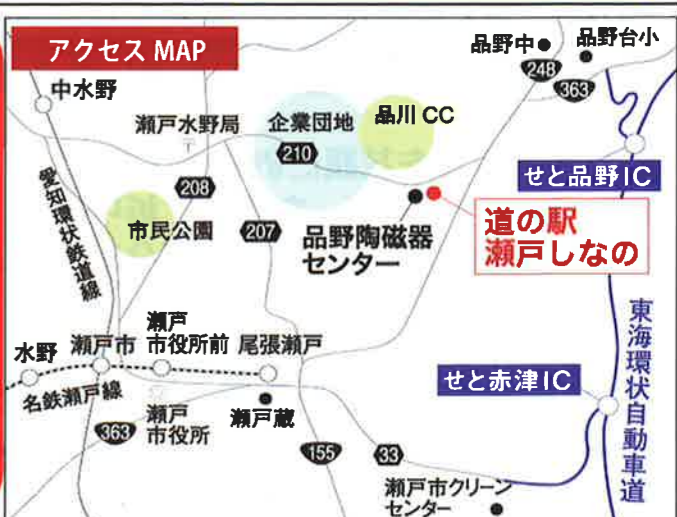 アクセス MAP
品野中
品野台小
248
363
中水野
瀬戸水野局
企業団地
品川 CC
210
せと品野IC
208
愛知環状鉄道線
市民公園
207
品野陶磁器
センター
道の駅
瀬戸しなの
水野
瀬戸市
瀬戸
市役所前
尾張瀬戸
せと赤津IC
東海環状自動車道
名鉄瀬戸線
363
瀬戸
市役所
瀬戸蔵
155
33
瀬戸市クリーン
センター